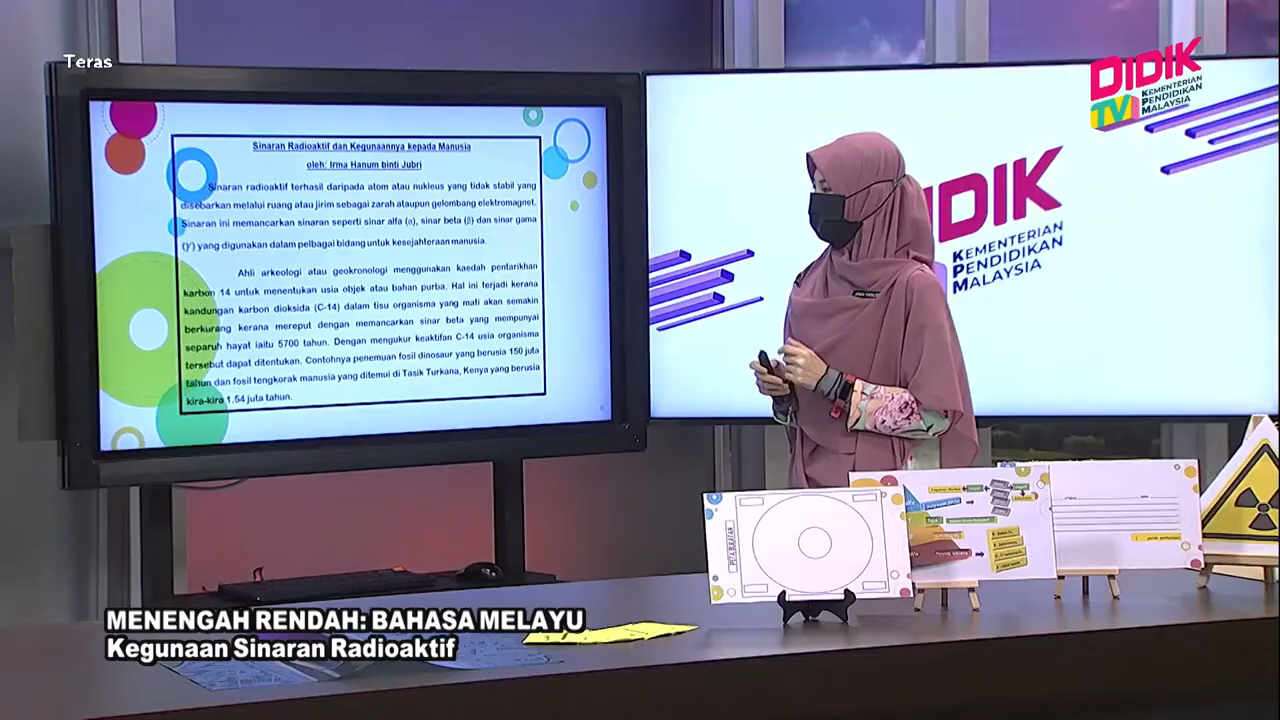 Teras
DIDIK
TV
KEMENTERIAN
PENDIDIKAN
MALAYSIA
Sinaran Radioaktif dan Kegunaannya kepada Manusia
oleh: Irma Hanum binti Jubri
Sinaran radioaktif terhasil daripada atom atau nukleus yang tidak stabil yang
disebarkan melalui ruang atau jirim sebagai zarah ataupun gelombang elektromagnet.
Sinaran ini memancarkan sinaran seperti sinar alfa (α), sinar beta (β) dan sinar gama
(γ) yang digunakan dalam pelbagai bidang untuk kesejahteraan manusia.
Ahli arkeologi atau geokronologi menggunakan kaedah pentarikhan
karbon 14 untuk menentukan usia objek atau bahan purba. Hal ini terjadi kerana
kandungan karbon dioksida (C-14) dalam tisu organisma yang mati akan semakin
berkurang kerana mereput dengan memancarkan sinar beta yang mempunyai
separuh hayat iaitu 5700 tahun. Dengan mengukur keaktifan C-14 usia organisma
tersebut dapat ditentukan. Contohnya penemuan fosil dinosaur yang berusia 150 juta
tahun dan fosil tengkorak manusia yang ditemui di Tasik Turkana, Kenya yang berusia
kira-kira 1.54 juta tahun.
DIDIK
KEMENTERIAN
PENDIDIKAN
MALAYSIA
PETA BULATAN
MENENGAH RENDAH: BAHASA MELAYU
Kegunaan Sinaran Radioaktif